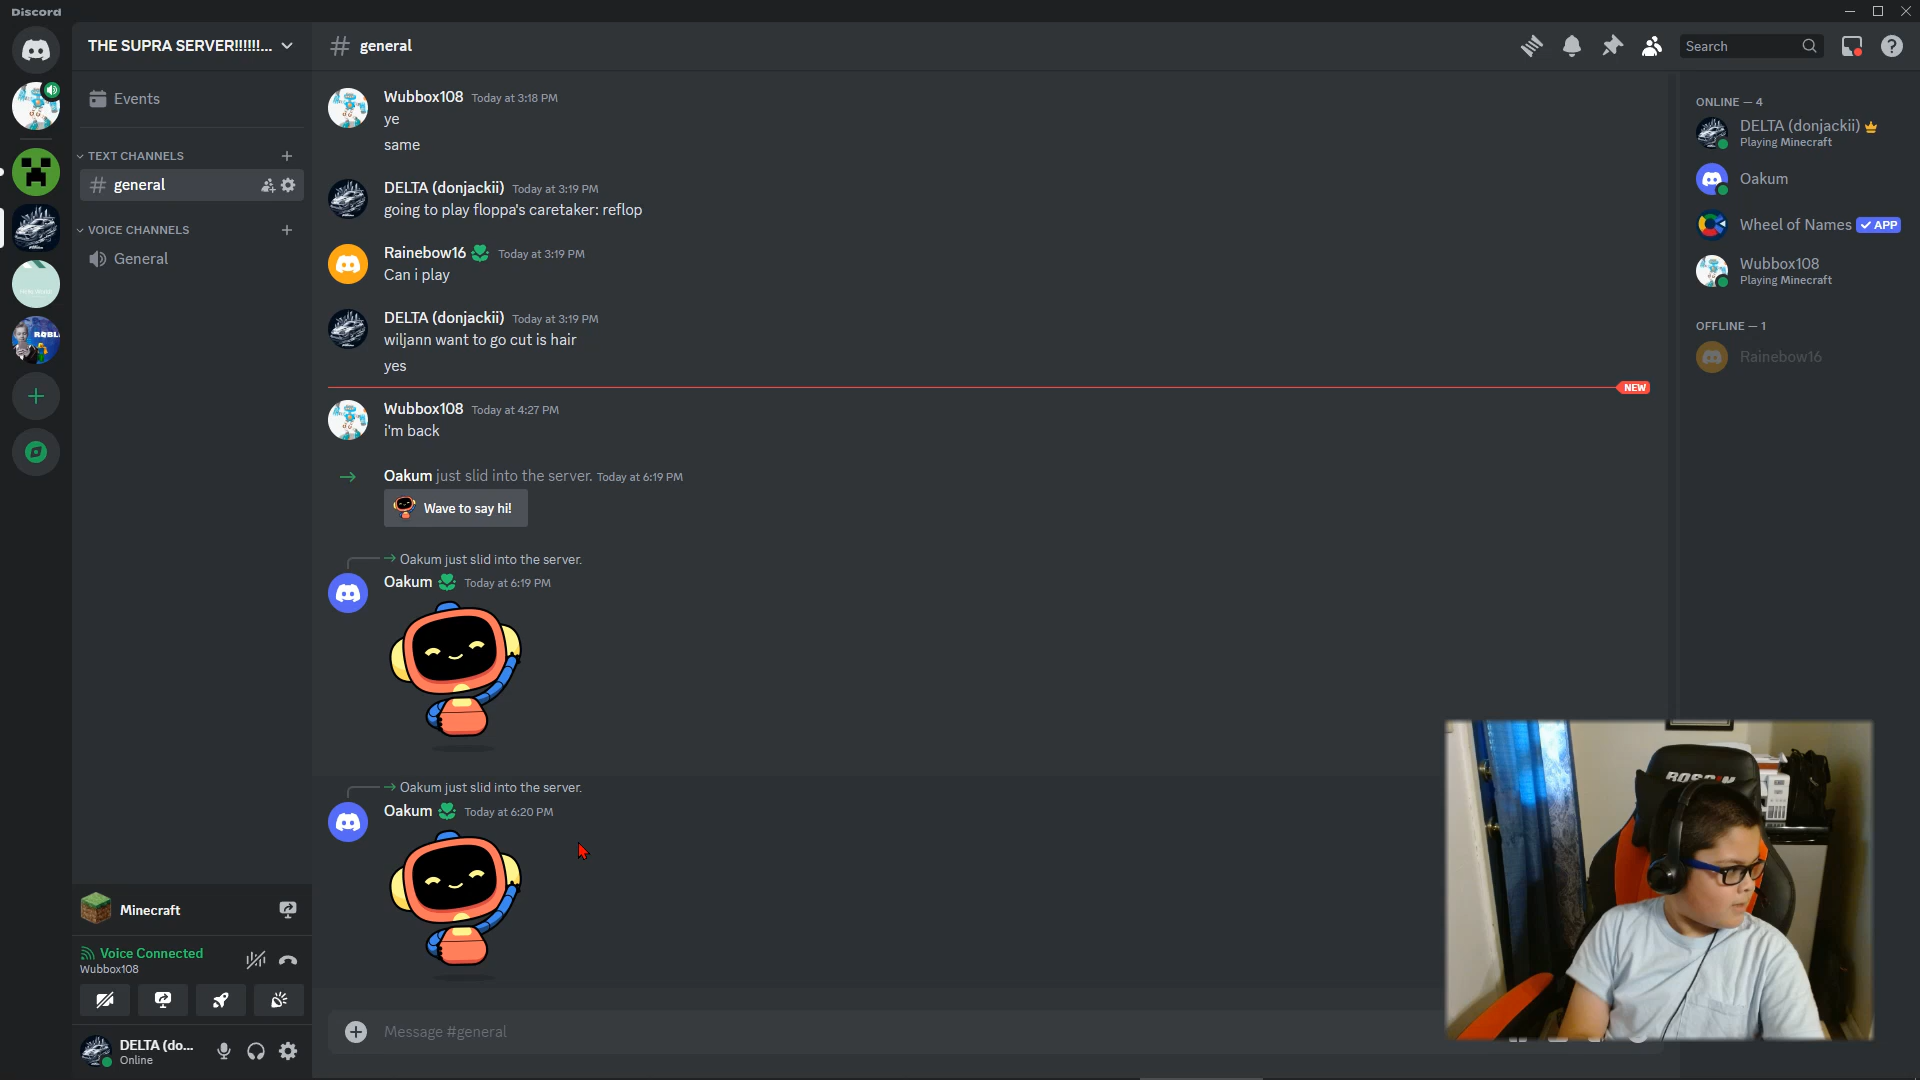 Discord
THE SUPRA SERVER!!!!!!...
Events
TEXT CHANNELS
general
VOICE CHANNELS
General
Minecraft
Voice Connected
Wubbox108
DELTA (do...
Online
general
Search
Wubbox108 Today at 3:18 PM
ye
same
DELTA (donjackii) Today at 3:19 PM
going to play floppa's caretaker: reflop
Rainebow16 Today at 3:19 PM
Can i play
DELTA (donjackii) Today at 3:19 PM
wiljann want to go cut is hair
yes
NEW
Wubbox108 Today at 4:27 PM
i'm back
Oakum just slid into the server. Today at 6:19 PM
Wave to say hi!
Oakum just slid into the server.
Oakum Today at 6:19 PM
Oakum just slid into the server.
Oakum Today at 6:20 PM
Message #general
ONLINE — 4
DELTA (donjackii)
Playing Minecraft
Oakum
Wheel of Names APP
Wubbox108
Playing Minecraft
OFFLINE — 1
Rainebow16